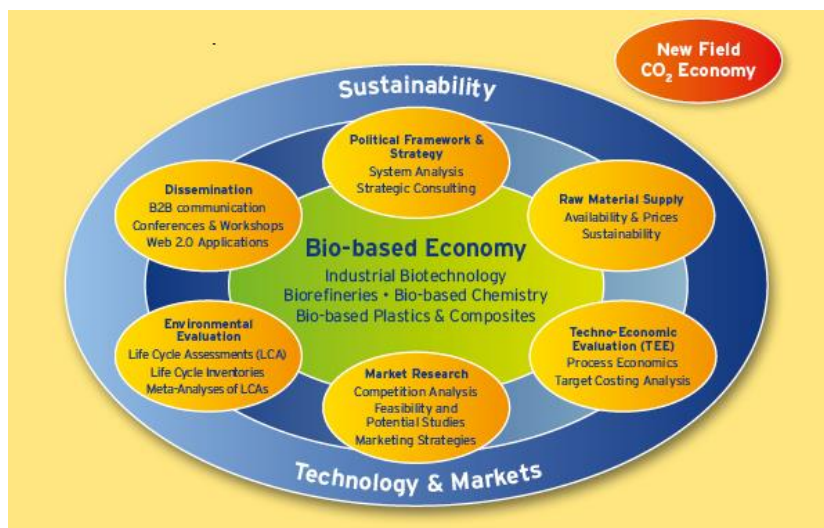 New Field
CO₂ Economy
Sustainability
Political Framework &
Strategy
System Analysis
Strategic Consulting
Dissemination
B2B communication
Conferences & Workshops
Web 2.0 Applications
Raw Material Supply
Availability & Prices
Sustainability
Bio-based Economy
Industrial Biotechnology
Biorefineries • Bio-based Chemistry
Bio-based Plastics & Composites
Environmental
Evaluation
Life Cycle Assessments (LCA)
Life Cycle Inventories
Meta-Analyses of LCAs
Market Research
Competition Analysis
Feasibility and
Potential Studies
Marketing Strategies
Techno-Economic
Evaluation (TEE)
Process Economics
Target Costing Analysis
Technology & Markets